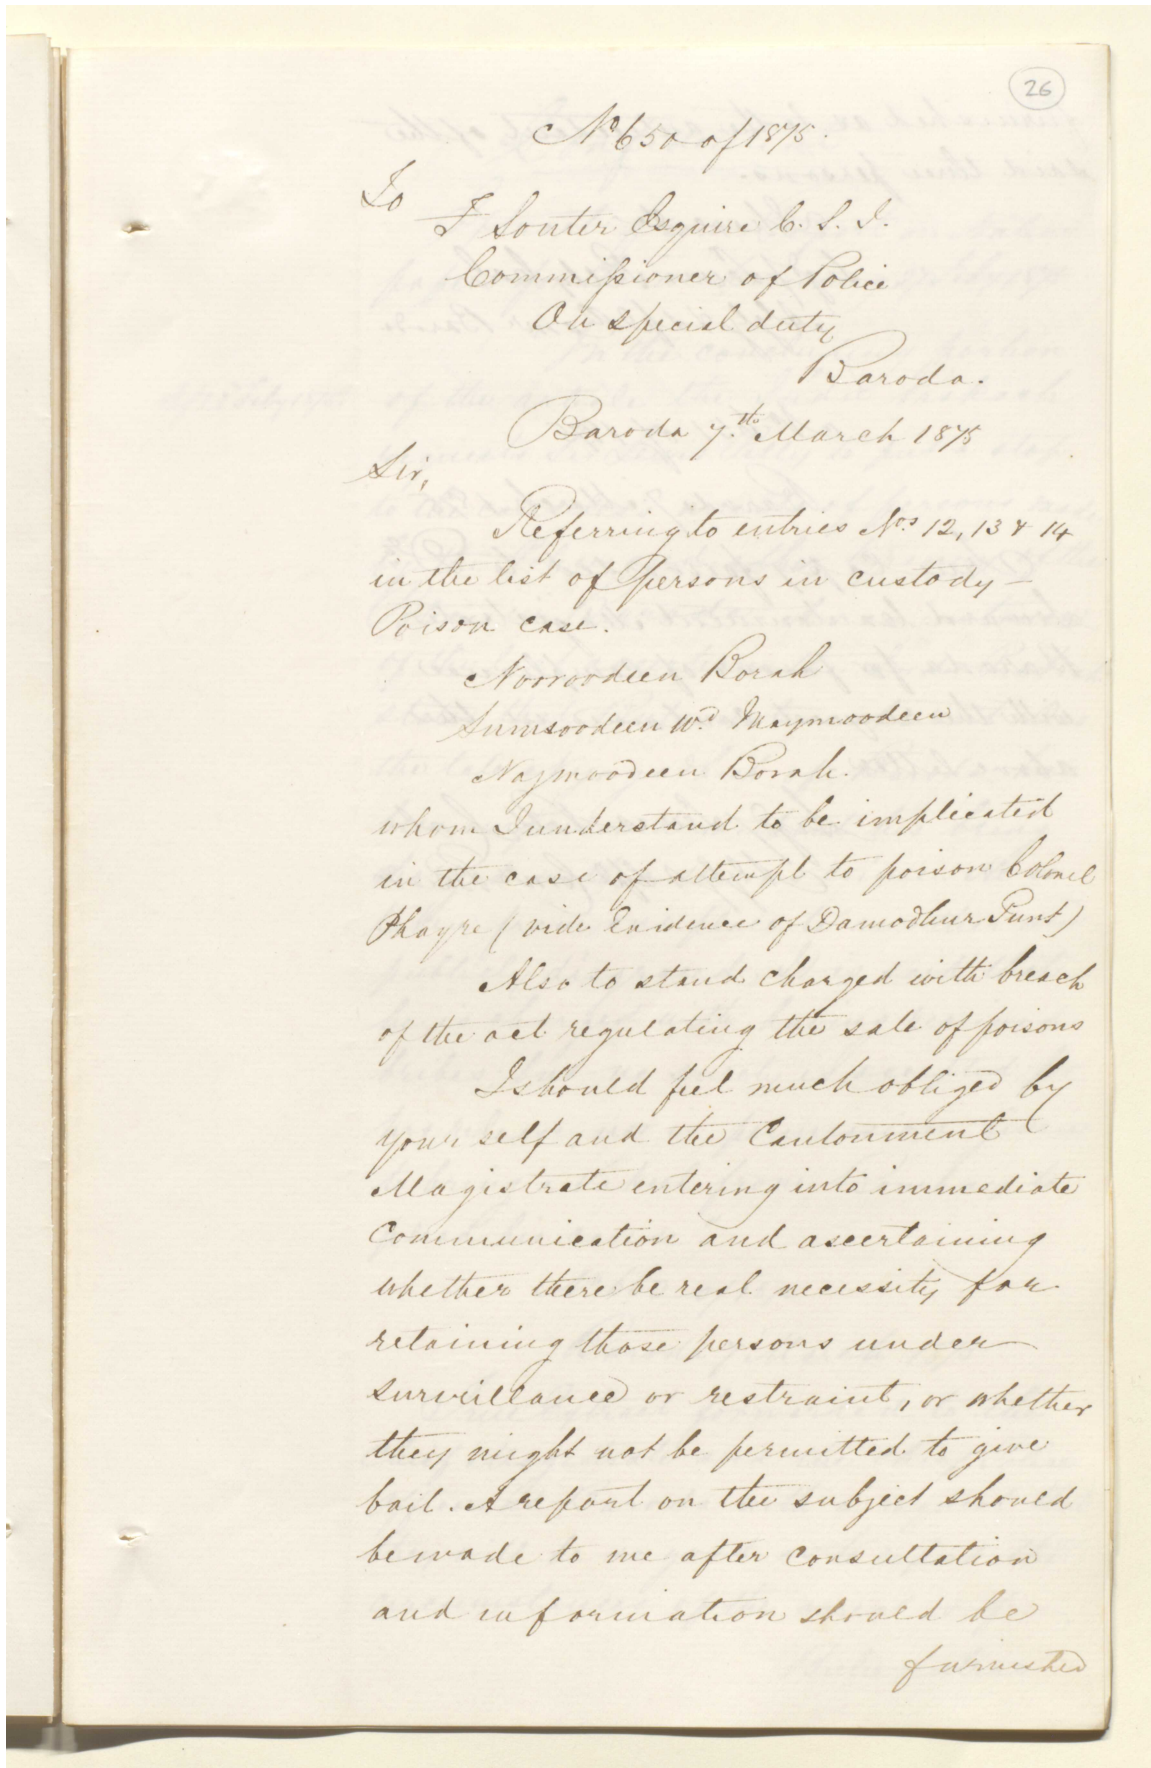 26
No 650 of 1875.
To
F Souter Esquire C. S. I.
Commissioner of Police
On special duty
Baroda.
Baroda 7th March 1875
Sir,
Referring to entries Nos 12, 13 & 14
in the list of persons in custody -
Poison case.
Nooroodeen Borah
Sumsoodeen wd Maymoodeen
Najmoodeen Borah.
whom I understand to be implicated
in the case of attempt to poison Colonel
Phayre (vide Evidence of Damodhur Punt)
Also to stand charged with breach
of the act regulating the sale of poisons
I should feel much obliged by
your self and the Cantonment
Magistrate entering into immediate
Communication and ascertaining
whether there be real necessity for
retaining those persons under
surveillance or restraint, or whether
they might not be permitted to give
bail. A report on the subject should
be made to me after consultation
and information should be
furnished